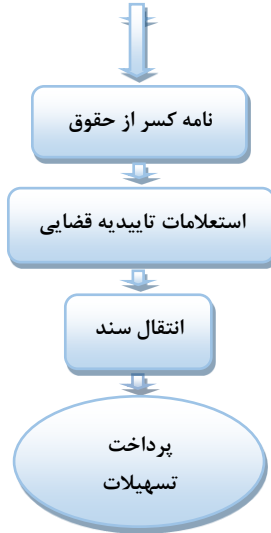 نامه کسر از حقوق
استعلامات تاییدیه قضایی
انتقال سند
پرداخت
تسهیلات